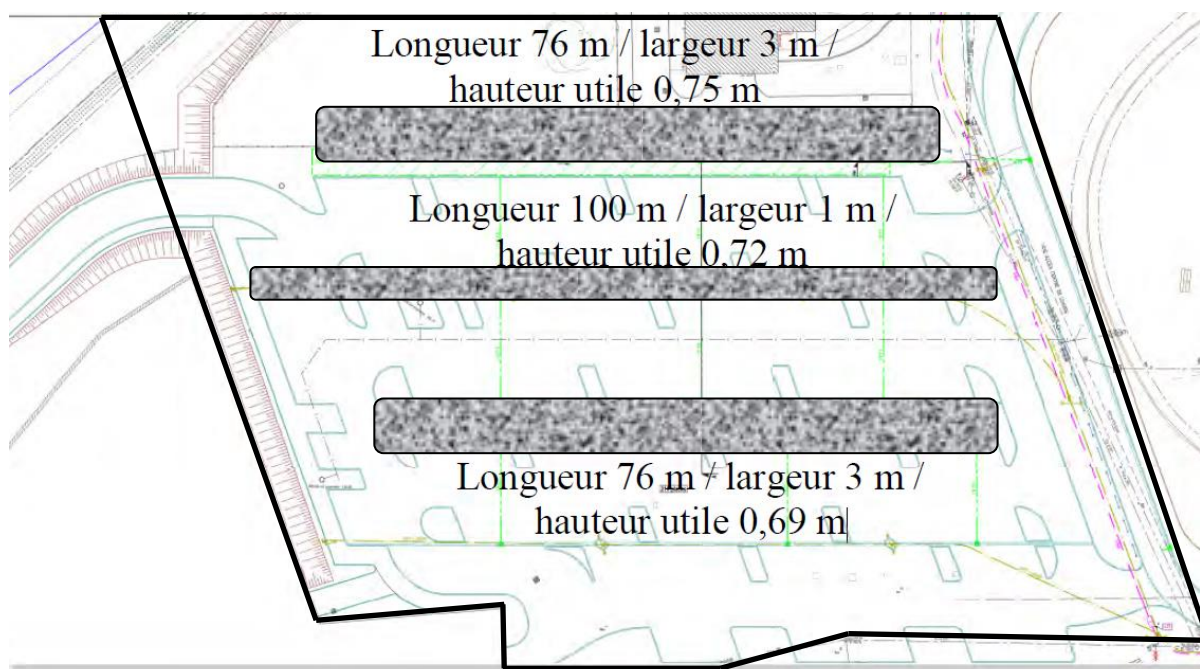 Longueur 76 m / largeur 3 m /
hauteur utile 0,75 m
Longueur 100 m / largeur 1 m /
hauteur utile 0,72 m
Longueur 76 m / largeur 3 m /
hauteur utile 0,69 m